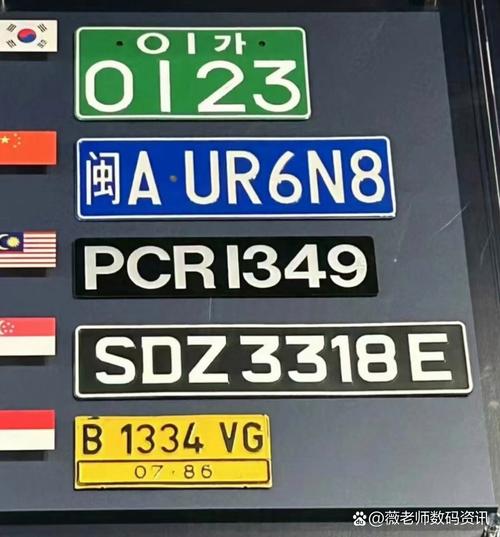 01가
0123
闽A UR6N8
PCR1349
SDZ3318E
B 1334 VG
07·86
@薇老师数码资讯